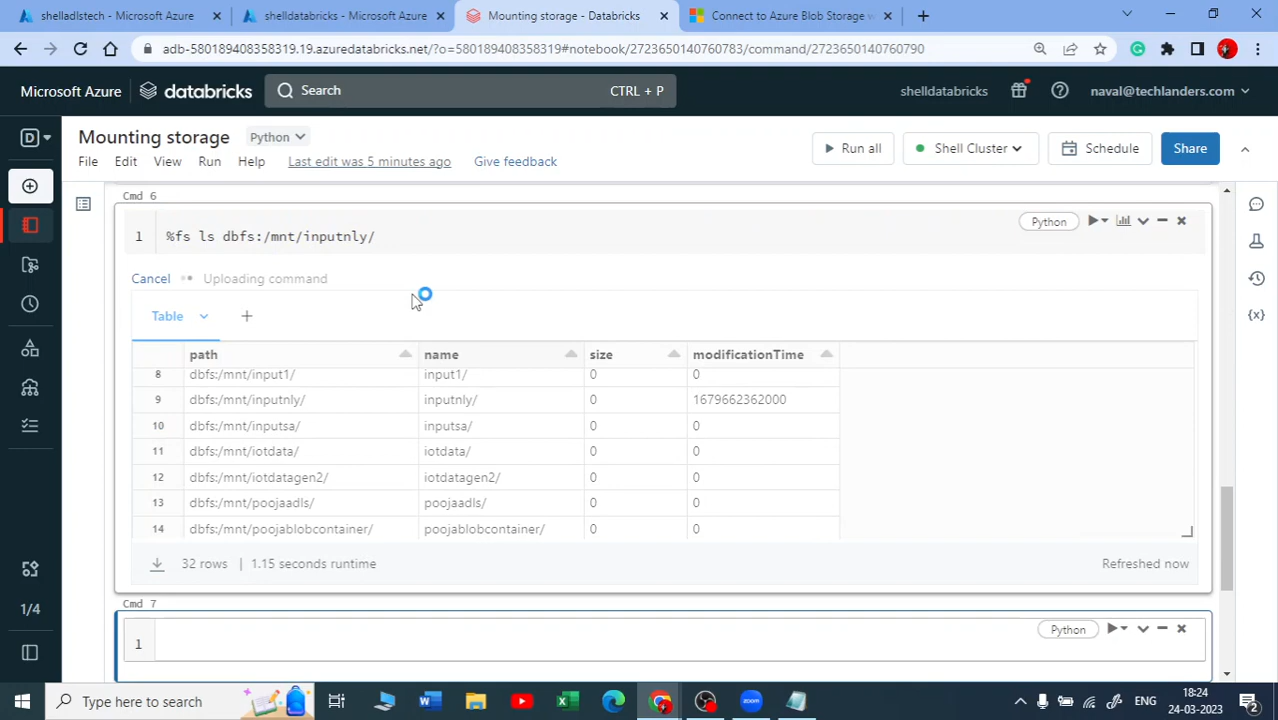 shelladlstech - Microsoft Azure
shelldatabricks - Microsoft Azure
Mounting storage - Databricks
Connect to Azure Blob Storage w
adb-580189408358319.19.azuredatabricks.net/?o=580189408358319#notebook/2723650140760783/command/2723650140760790
Microsoft Azure
databricks
Search
CTRL + P
shelldatabricks
naval@techlanders.com
D
Mounting storage
Python
Run all
Shell Cluster
Schedule
Share
File Edit View Run Help Last edit was 5 minutes ago Give feedback
Cmd 6
1 %fs ls dbfs:/mnt/inputnly/
Python
Cancel Uploading command
Table
path name size modificationTime
8 dbfs:/mnt/input1/ input1/ 0 0
9 dbfs:/mnt/inputnly/ inputnly/ 0 1679662362000
10 dbfs:/mnt/inputsa/ inputsa/ 0 0
11 dbfs:/mnt/iotdata/ iotdata/ 0 0
12 dbfs:/mnt/iotdatagen2/ iotdatagen2/ 0 0
13 dbfs:/mnt/poojaadls/ poojaadls/ 0 0
14 dbfs:/mnt/poojablobcontainer/ poojablobcontainer/ 0 0
32 rows | 1.15 seconds runtime
Refreshed now
Cmd 7
1
Python
1/4
Type here to search
ENG
18:24
24-03-2023
2